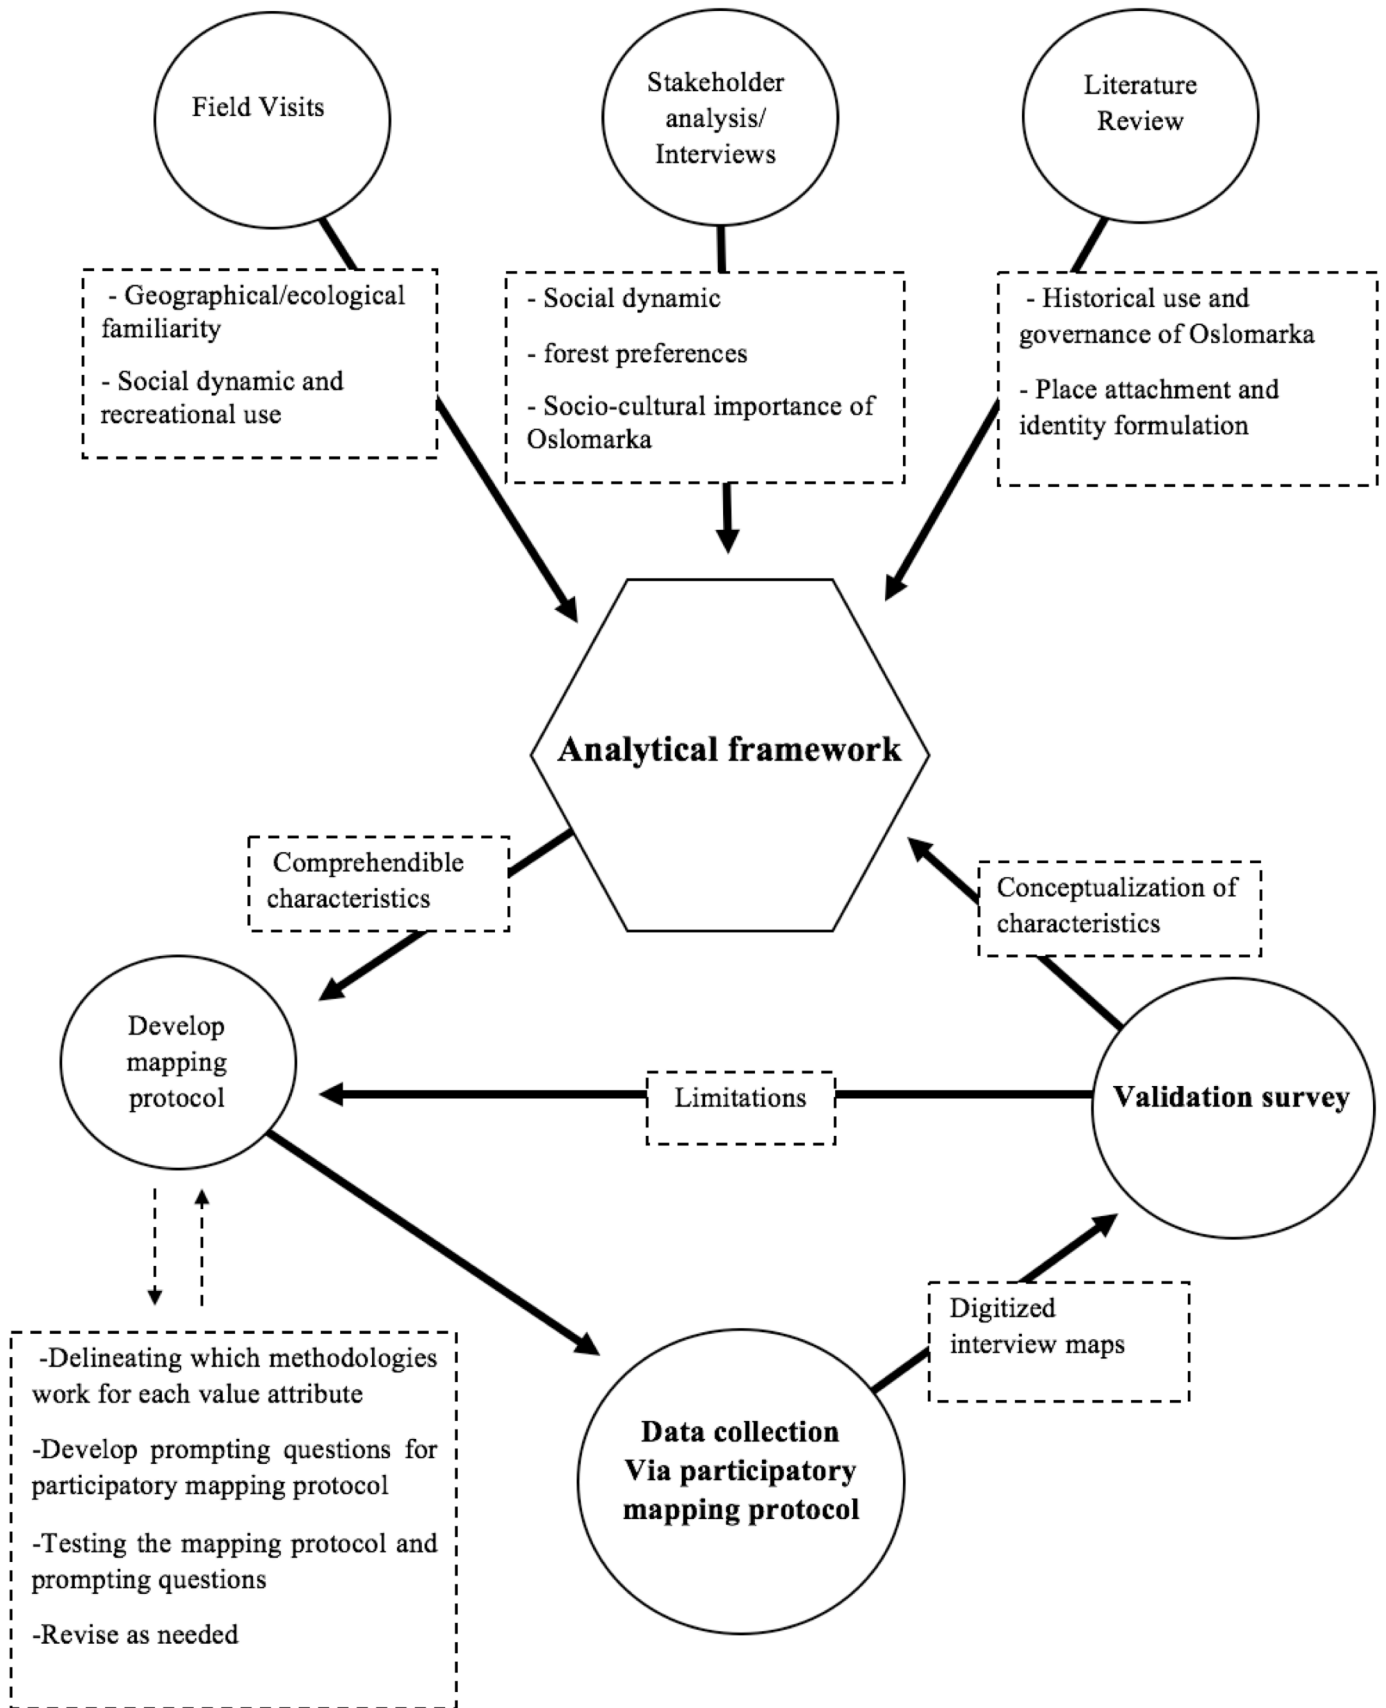 Field Visits
Stakeholder
analysis/
Interviews
Literature
Review
- Geographical/ecological
familiarity
- Social dynamic and
recreational use
- Social dynamic
- forest preferences
- Socio-cultural importance of
Oslomarka
- Historical use and
governance of Oslomarka
- Place attachment and
identity formulation
Analytical framework
Comprehendible
characteristics
Conceptualization of
characteristics
Develop
mapping
protocol
Limitations
Validation survey
Digitized
interview maps
-Delineating which methodologies
work for each value attribute
-Develop prompting questions for
participatory mapping protocol
-Testing the mapping protocol and
prompting questions
-Revise as needed
Data collection
Via participatory
mapping protocol